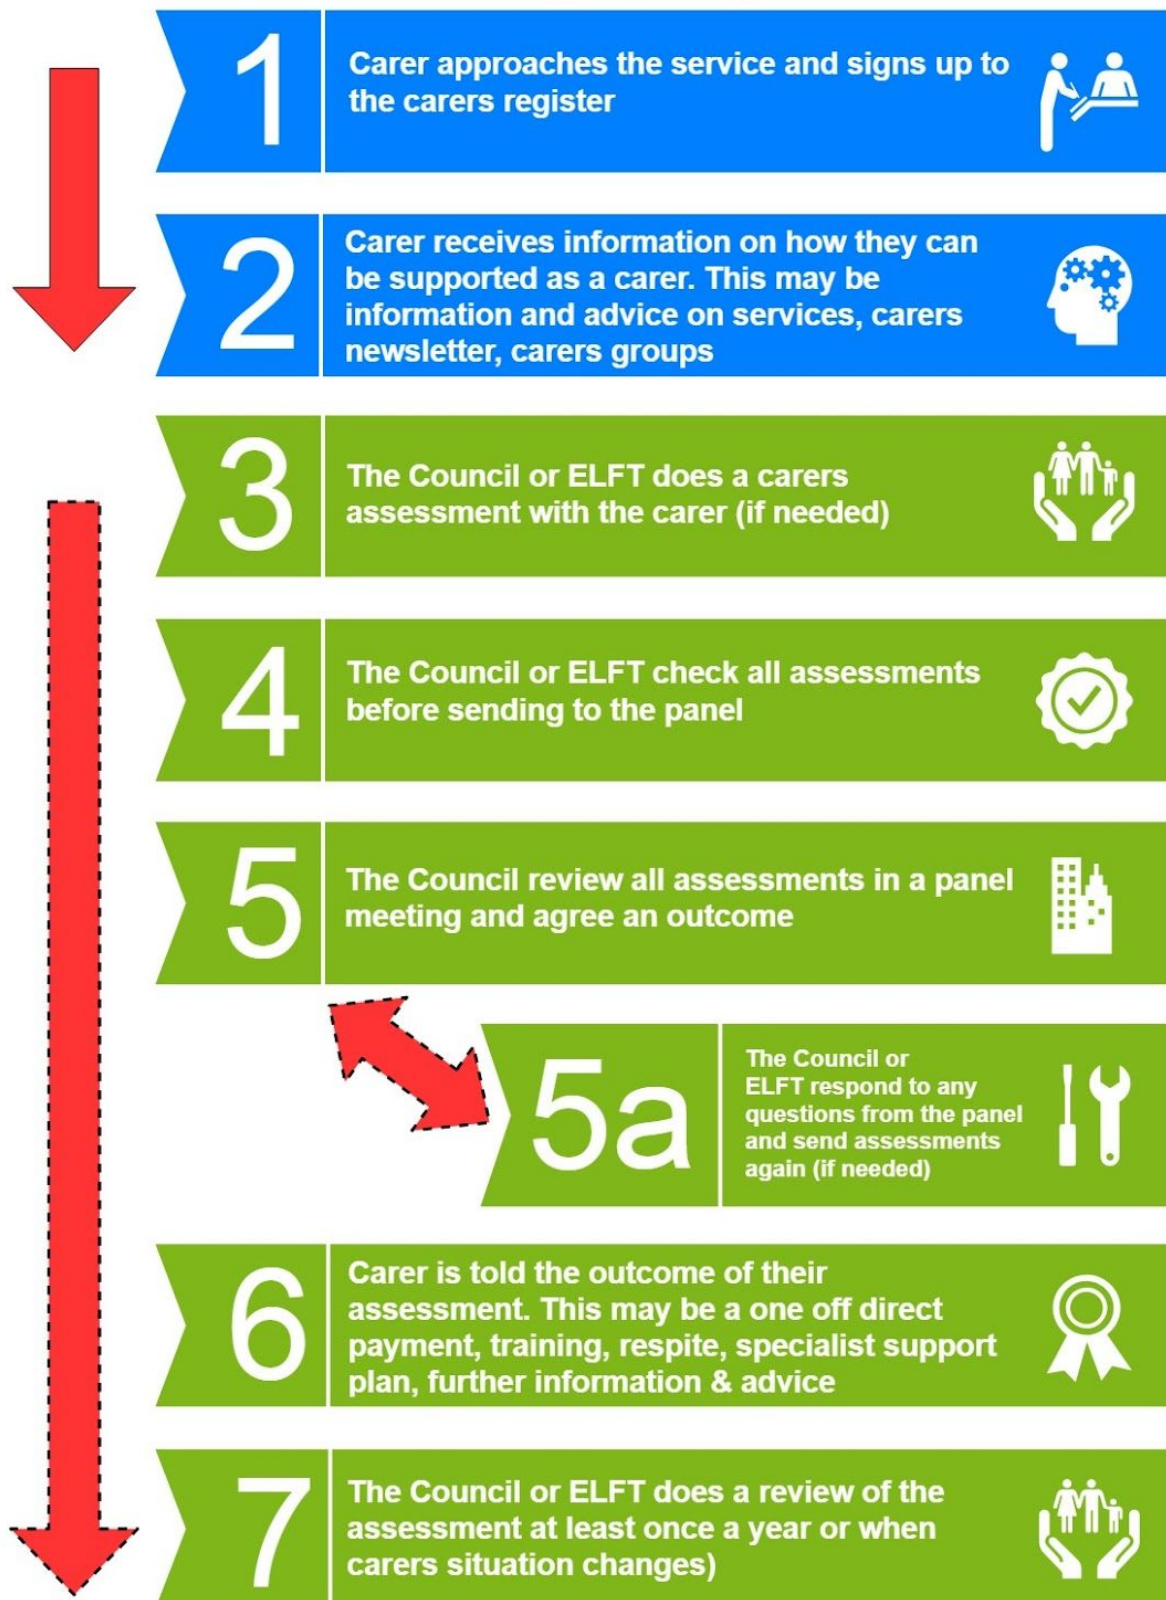 1
Carer approaches the service and signs up to
the carers register
2
Carer receives information on how they can
be supported as a carer. This may be
information and advice on services, carers
newsletter, carers groups
3
The Council or ELFT does a carers
assessment with the carer (if needed)
4
The Council or ELFT check all assessments
before sending to the panel
5
The Council review all assessments in a panel
meeting and agree an outcome
5a
The Council or
ELFT respond to any
questions from the panel
and send assessments
again (if needed)
6
Carer is told the outcome of their
assessment. This may be a one off direct
payment, training, respite, specialist support
plan, further information & advice
7
The Council or ELFT does a review of the
assessment at least once a year or when
carers situation changes)